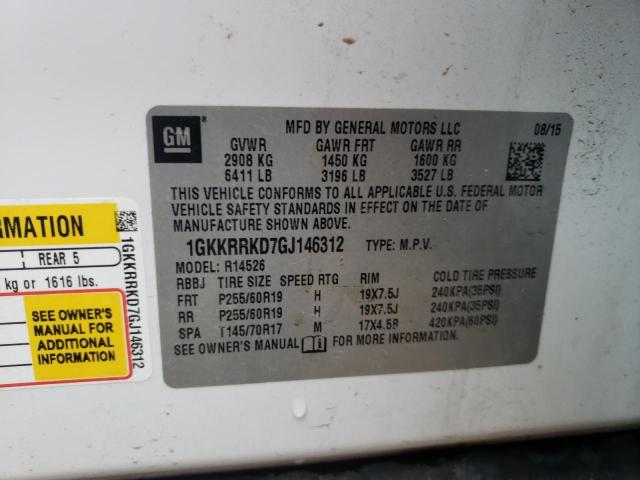 GM
MFD BY GENERAL MOTORS LLC 08/15
GVWR GAWR FRT GAWR RR
2908 KG 1450 KG 1600 KG
6411 LB 3196 LB 3527 LB
THIS VEHICLE CONFORMS TO ALL APPLICABLE U.S. FEDERAL MOTOR
VEHICLE SAFETY STANDARDS IN EFFECT ON THE DATE OF
MANUFACTURE SHOWN ABOVE.
1GKKRRKD7GJ146312 TYPE: M.P.V.
MODEL: R14526
RBBJ TIRE SIZE SPEED RTG RIM COLD TIRE PRESSURE
FRT P255/60R19 H 19X7.5J 240KPA(35PSI)
RR P255/60R19 H 19X7.5J 240KPA(35PSI)
SPA T145/70R17 M 17X4.5B 420KPA(60PSI)
SEE OWNER'S MANUAL FOR MORE INFORMATION.
RMATION
REAR 5
kg or 1616 lbs.
SEE OWNER'S
MANUAL FOR
ADDITIONAL
INFORMATION
1GKKRRKD7GJ146312